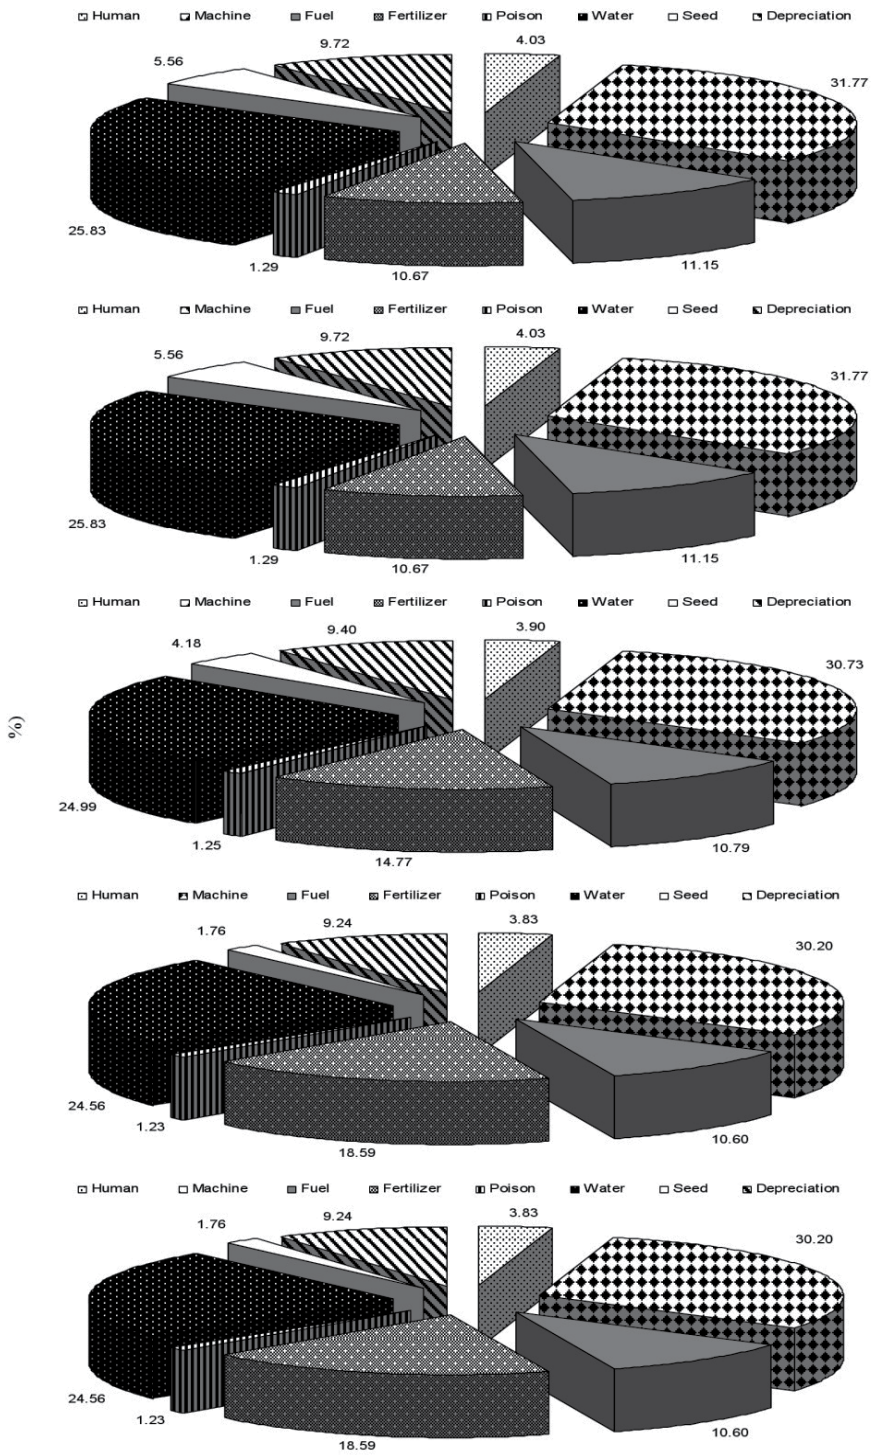 Human Machine Fuel Fertilizer Poison Water Seed Depreciation
9.72 4.03
5.56 31.77
25.83
1.29 10.67 11.15
Human Machine Fuel Fertilizer Poison Water Seed Depreciation
9.72 4.03
5.56 31.77
25.83
1.29 10.67 11.15
Human Machine Fuel Fertilizer Poison Water Seed Depreciation
9.40 3.90
4.18 30.73
%)
24.99
1.25 14.77 10.79
Human Machine Fuel Fertilizer Poison Water Seed Depreciation
1.76 9.24 3.83
30.20
24.56
1.23 18.59 10.60
Human Machine Fuel Fertilizer Poison Water Seed Depreciation
1.76 9.24 3.83
30.20
24.56
1.23 18.59 10.60